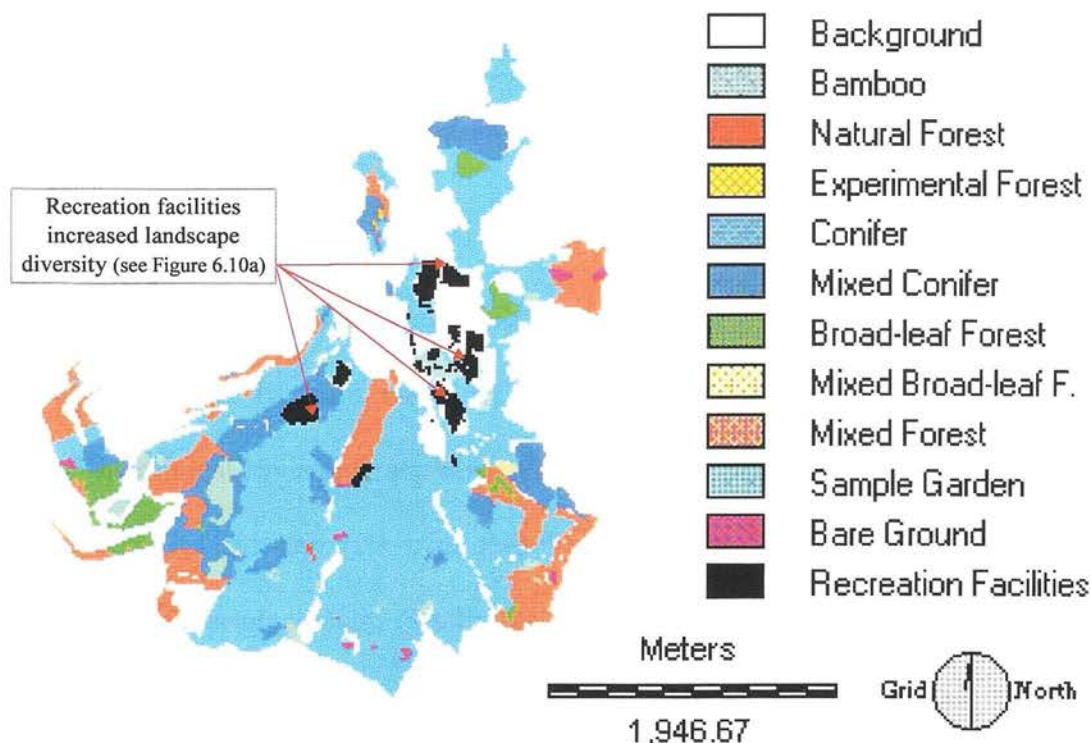 Recreation facilities
increased landscape
diversity (see Figure 6.10a)
Background
Bamboo
Natural Forest
Experimental Forest
Conifer
Mixed Conifer
Broad-leaf Forest
Mixed Broad-leaf F.
Mixed Forest
Sample Garden
Bare Ground
Recreation Facilities
Meters
1,946.67
Grid North